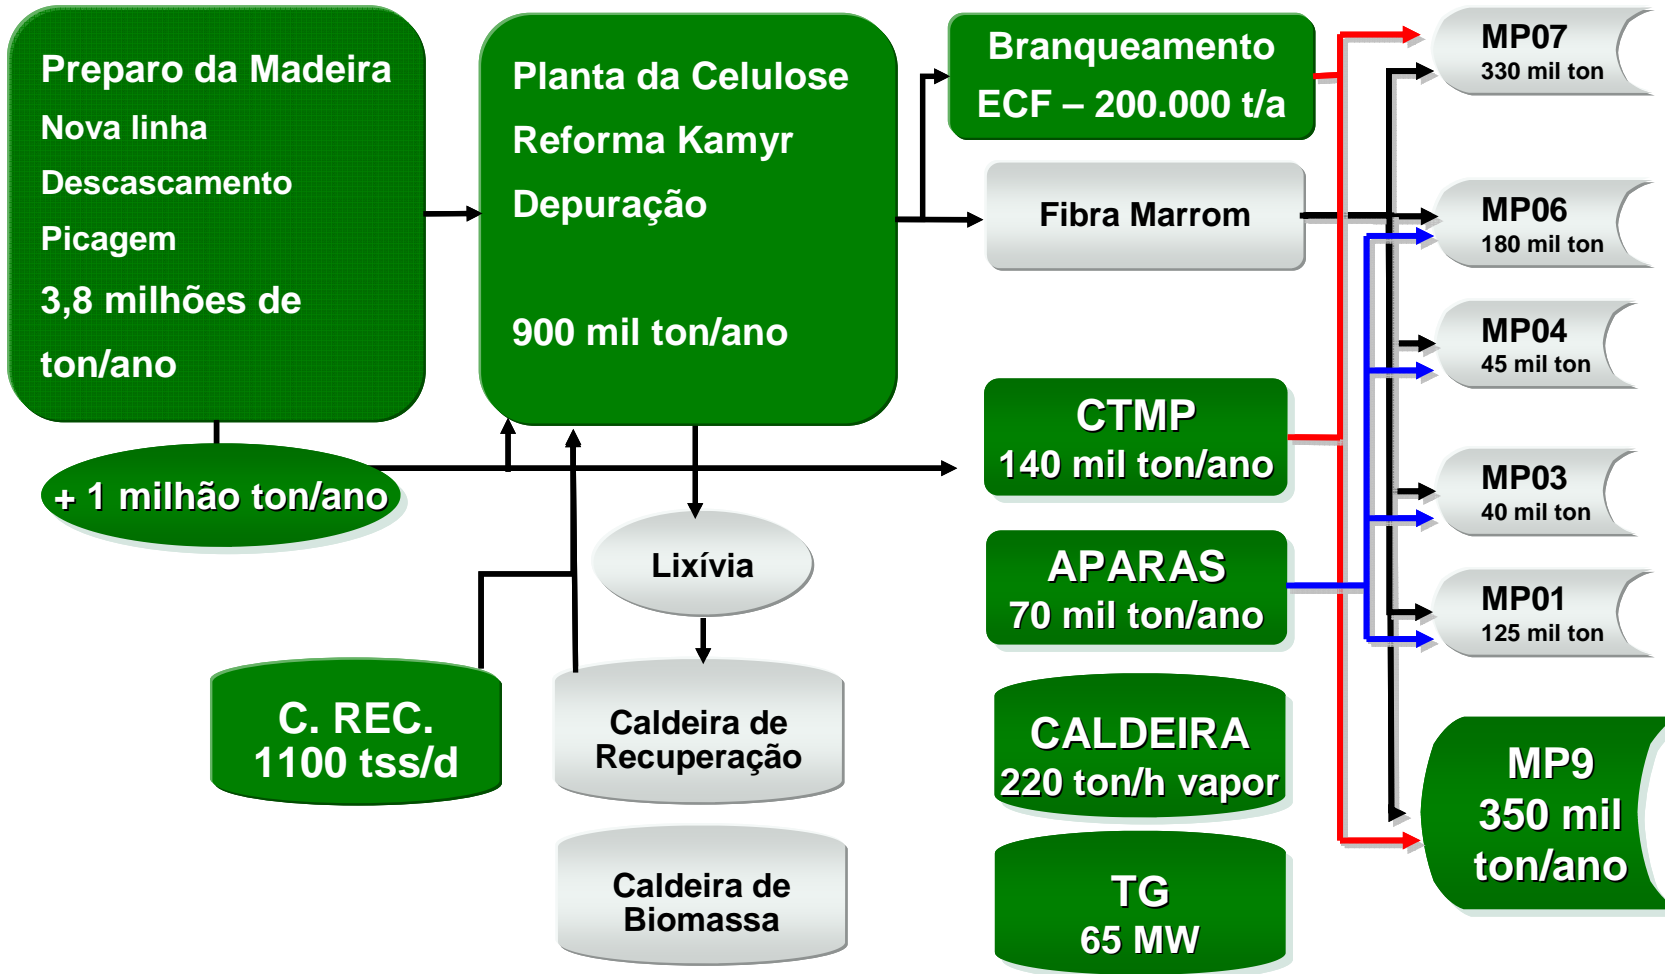 Preparo da Madeira
Nova linha
Descascamento
Picagem
3,8 milhões de
ton/ano
+ 1 milhão ton/ano
Planta da Celulose
Reforma Kamyr
Depuração
900 mil ton/ano
Branqueamento
ECF – 200.000 t/a
Fibra Marrom
CTMP
140 mil ton/ano
APARAS
70 mil ton/ano
Lixívia
C. REC.
1100 tss/d
Caldeira de
Recuperação
Caldeira de
Biomassa
CALDEIRA
220 ton/h vapor
TG
65 MW
MP07
330 mil ton
MP06
180 mil ton
MP04
45 mil ton
MP03
40 mil ton
MP01
125 mil ton
MP9
350 mil
ton/ano